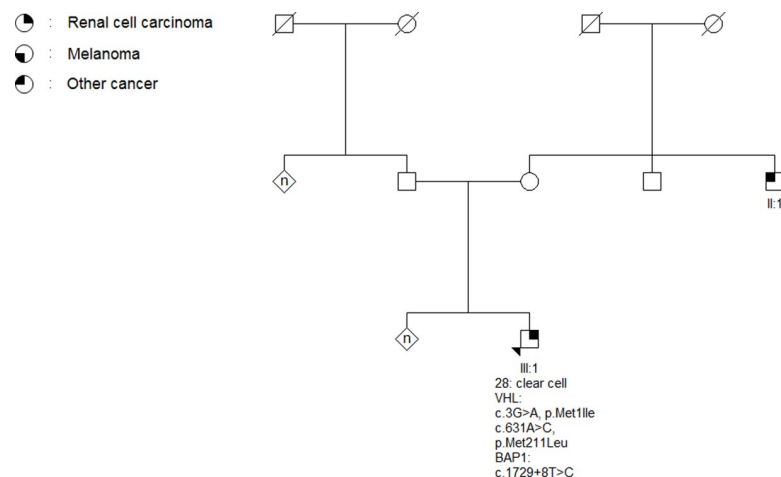 : Renal cell carcinoma
: Melanoma
: Other cancer
n
II:1
n
III:1
28: clear cell
VHL:
c.3G>A, p.Met1Ile
c.631A>C,
p.Met211Leu
BAP1:
c.1729+8T>C